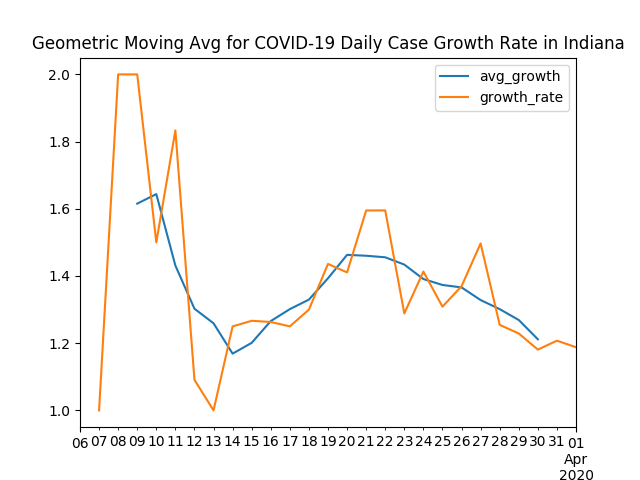 Geometric Moving Avg for COVID-19 Daily Case Growth Rate in Indiana
avg_growth
growth_rate
2.0
1.8
1.6
1.4
1.2
1.0
06 07 08 09 10 11 12 13 14 15 16 17 18 19 20 21 22 23 24 25 26 27 28 29 30 31 01
Apr
2020